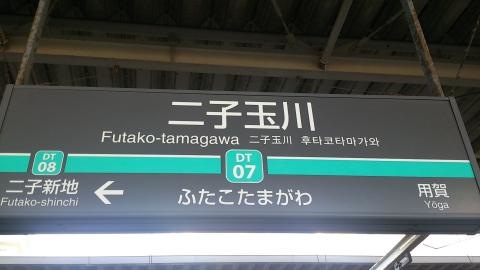 二子玉川
Futako-tamagawa 二子玉川 후타코타마가와
DT
08
DT
07
二子新地
Futako-shinchi
←
ふたこたまがわ
用賀
Yōga